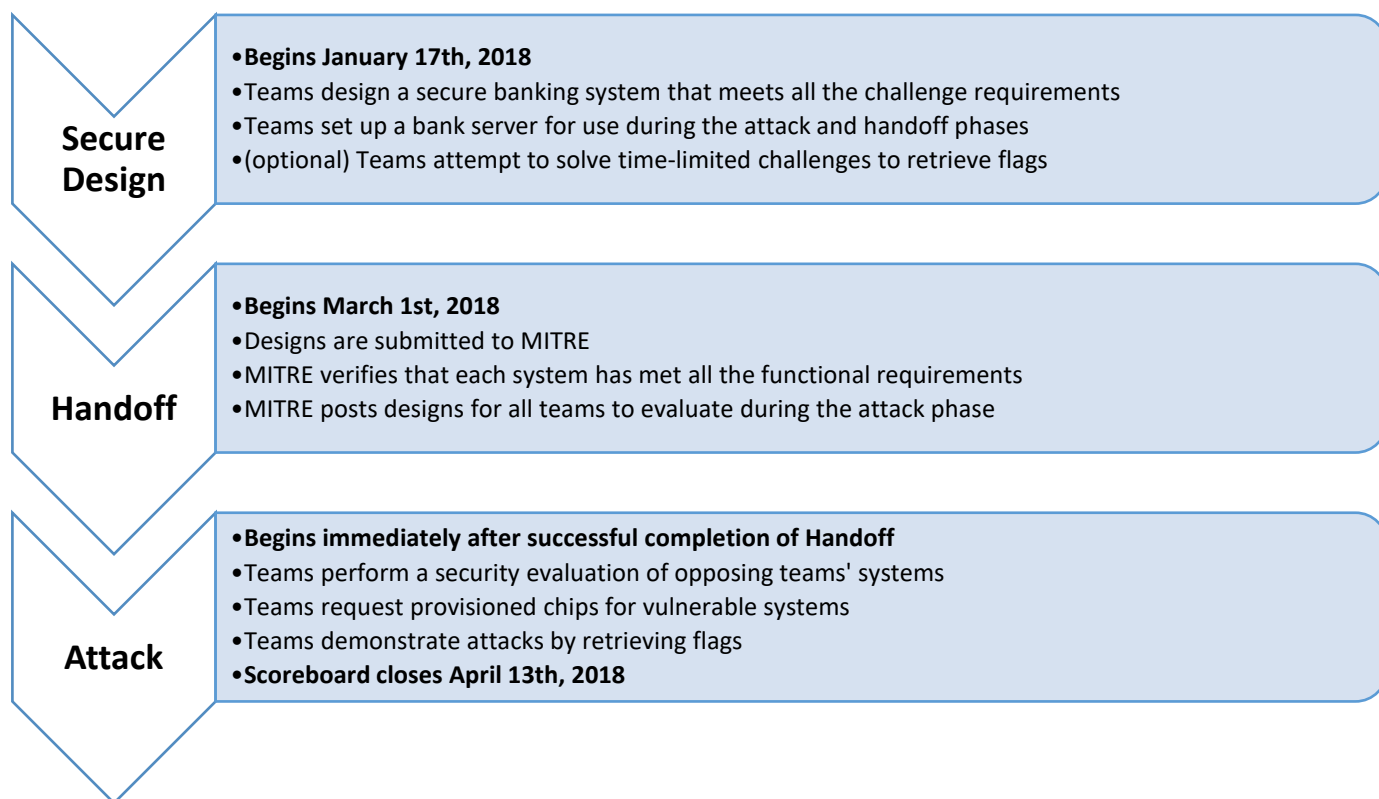 Secure
Design
•Begins January 17th, 2018
•Teams design a secure banking system that meets all the challenge requirements
•Teams set up a bank server for use during the attack and handoff phases
•(optional) Teams attempt to solve time-limited challenges to retrieve flags
Handoff
•Begins March 1st, 2018
•Designs are submitted to MITRE
•MITRE verifies that each system has met all the functional requirements
•MITRE posts designs for all teams to evaluate during the attack phase
Attack
•Begins immediately after successful completion of Handoff
•Teams perform a security evaluation of opposing teams' systems
•Teams request provisioned chips for vulnerable systems
•Teams demonstrate attacks by retrieving flags
•Scoreboard closes April 13th, 2018